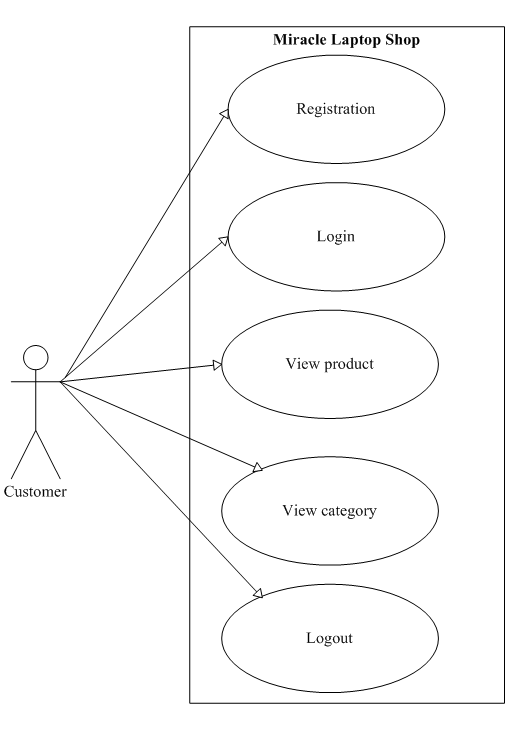 Miracle Laptop Shop
Registration
Login
View product
View category
Customer
Logout